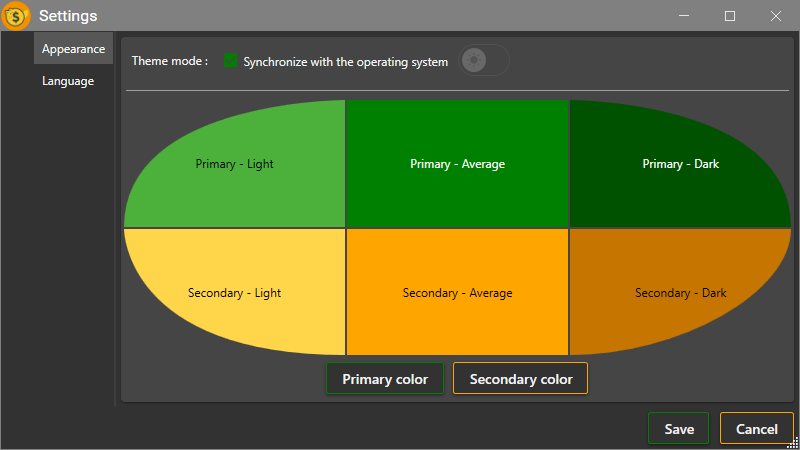 Settings
Appearance
Language
Theme mode : Synchronize with the operating system
Primary - Light Primary - Average Primary - Dark
Secondary - Light Secondary - Average Secondary - Dark
Primary color Secondary color
Save Cancel